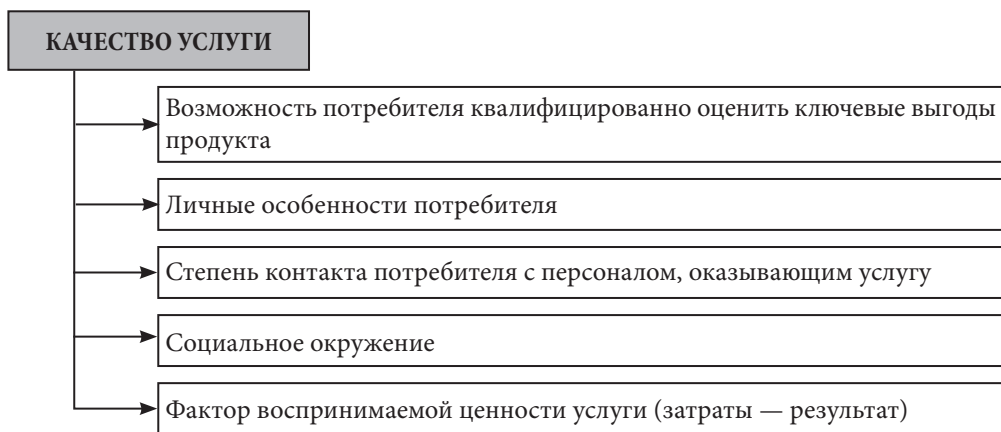 КАЧЕСТВО УСЛУГИ
Возможность потребителя квалифицированно оценить ключевые выгоды
продукта
Личные особенности потребителя
Степень контакта потребителя с персоналом, оказывающим услугу
Социальное окружение
Фактор воспринимаемой ценности услуги (затраты — результат)